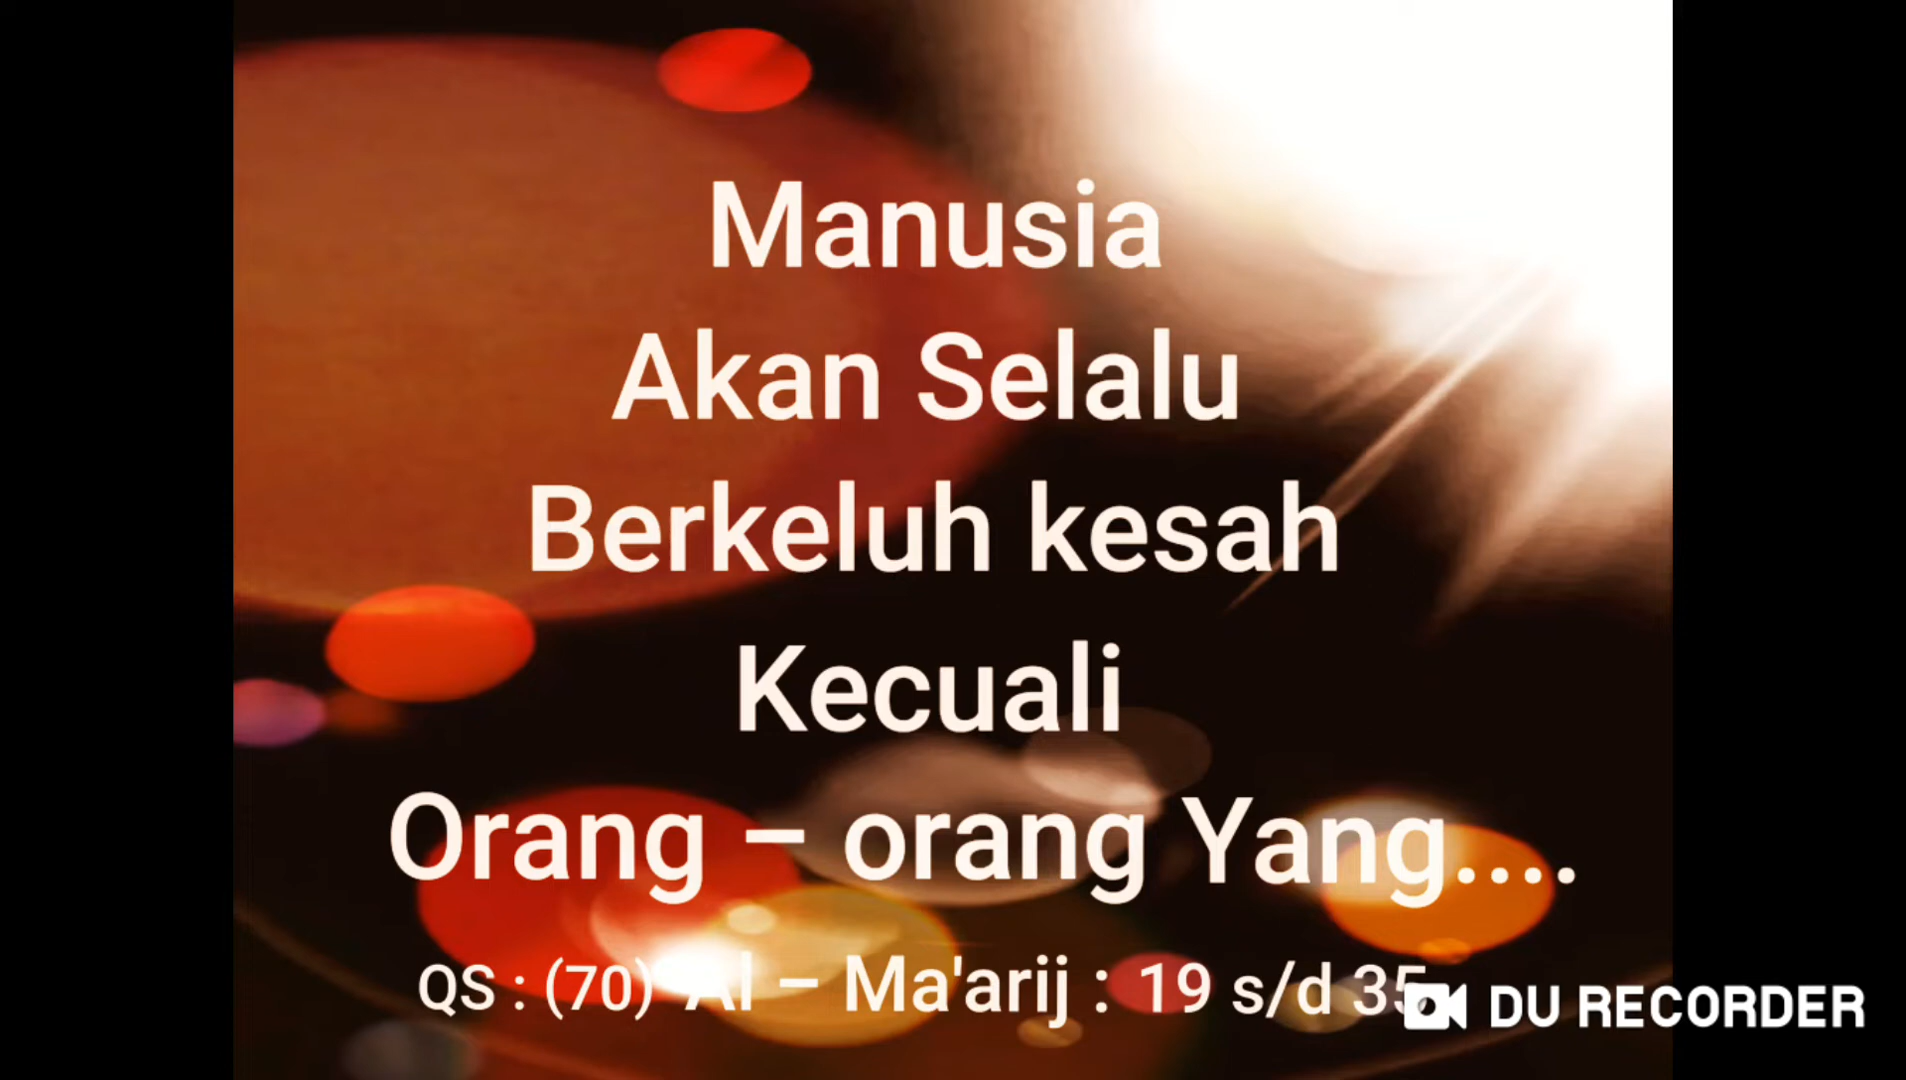 Manusia
Akan Selalu
Berkeluh kesah
Kecuali
Orang – orang Yang....
QS : (70) Al – Ma'arij : 19 s/d 35
DU RECORDER